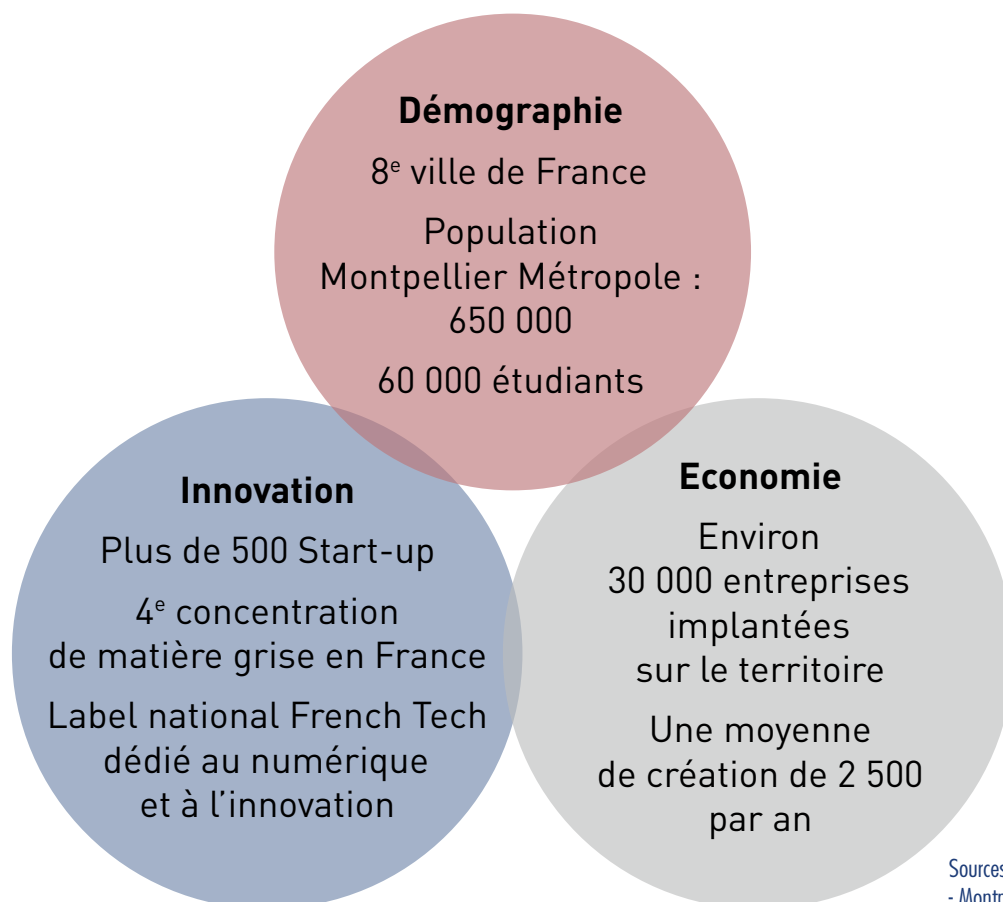 Démographie
8e ville de France
Population
Montpellier Métropole :
650 000
60 000 étudiants
Innovation
Plus de 500 Start-up
4e concentration
de matière grise en France
Label national French Tech
dédié au numérique
et à l’innovation
Economie
Environ
30 000 entreprises
implantées
sur le territoire
Une moyenne
de création de 2 500
par an
Sources